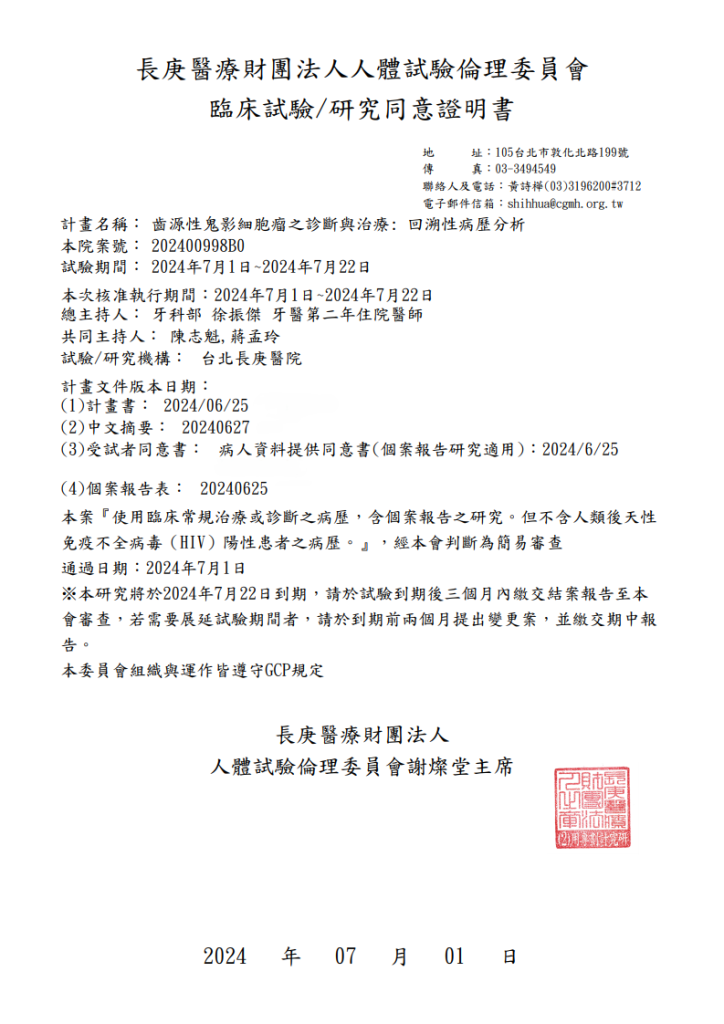 長庚醫療財團法人人體試驗倫理委員會
臨床試驗/研究同意證明書
地　　址：105台北市敦化北路199號
傳　　真：03-3494549
聯絡人及電話：黃詩樺(03)3196200#3712
電子郵件信箱：shihhua@cgmh.org.tw
計畫名稱： 齒源性鬼影細胞瘤之診斷與治療: 回溯性病歷分析
本院案號： 202400998B0
試驗期間： 2024年7月1日~2024年7月22日
本次核准執行期間：2024年7月1日~2024年7月22日
總主持人： 牙科部 徐振傑 牙醫第二年住院醫師
共同主持人： 陳志魁,蔣孟玲
試驗/研究機構： 台北長庚醫院
計畫文件版本日期：
(1)計畫書： 2024/06/25
(2)中文摘要： 20240627
(3)受試者同意書： 病人資料提供同意書(個案報告研究適用)：2024/6/25
(4)個案報告表： 20240625
本案『使用臨床常規治療或診斷之病歷，含個案報告之研究。但不含人類後天性
免疫不全病毒（HIV）陽性患者之病歷。』，經本會判斷為簡易審查
通過日期：2024年7月1日
※本研究將於2024年7月22日到期，請於試驗到期後三個月內繳交結案報告至本
會審查，若需要展延試驗期間者，請於到期前兩個月提出變更案，並繳交期中報
告。
本委員會組織與運作皆遵守GCP規定
長庚醫療財團法人
人體試驗倫理委員會謝燦堂主席
2024 年 07 月 01 日